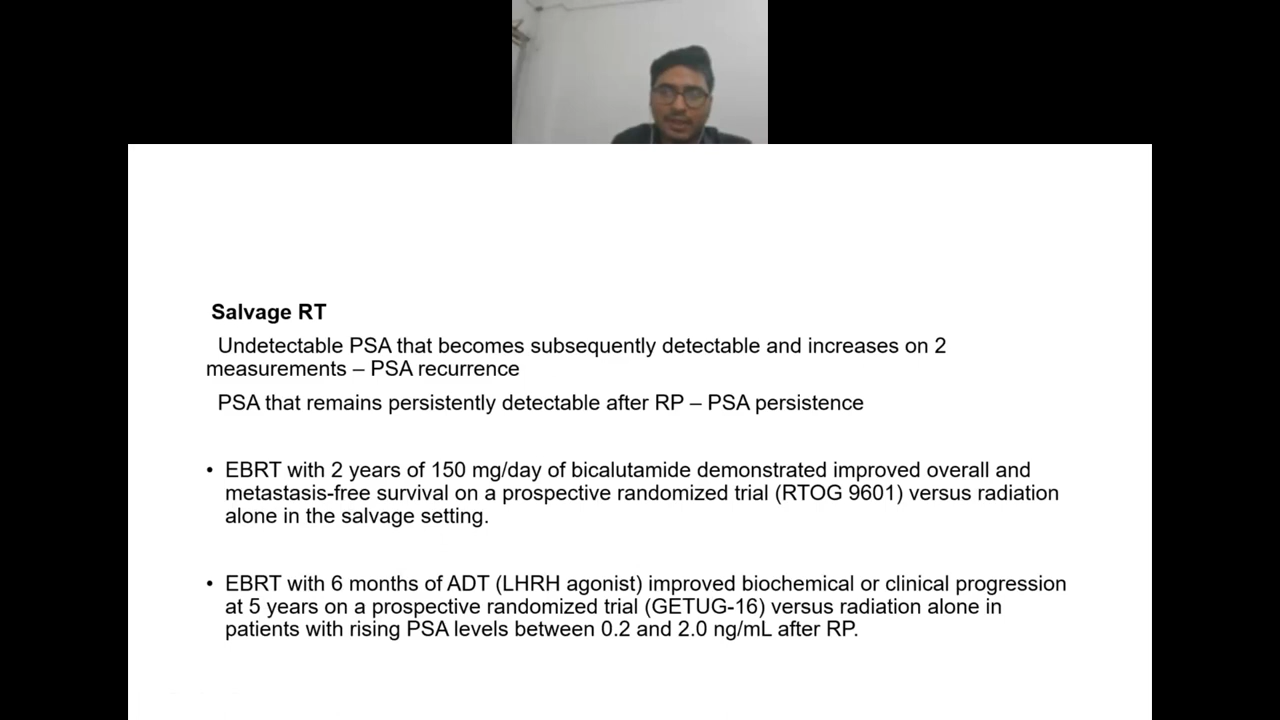 Salvage RT
Undetectable PSA that becomes subsequently detectable and increases on 2
measurements – PSA recurrence
PSA that remains persistently detectable after RP – PSA persistence
• EBRT with 2 years of 150 mg/day of bicalutamide demonstrated improved overall and
metastasis-free survival on a prospective randomized trial (RTOG 9601) versus radiation
alone in the salvage setting.
• EBRT with 6 months of ADT (LHRH agonist) improved biochemical or clinical progression
at 5 years on a prospective randomized trial (GETUG-16) versus radiation alone in
patients with rising PSA levels between 0.2 and 2.0 ng/mL after RP.